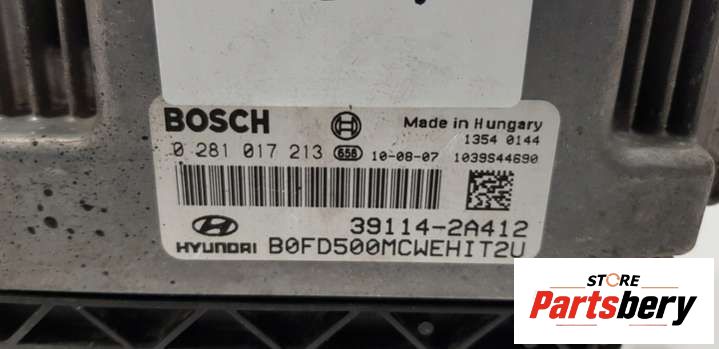 BOSCH
Made in Hungary
1354 0144
0 281 017 213 656 10-08-07 1039S44690
39114-2A412
HYUNDAI B0FD500MCWEHIT2U
STORE
Partsbery